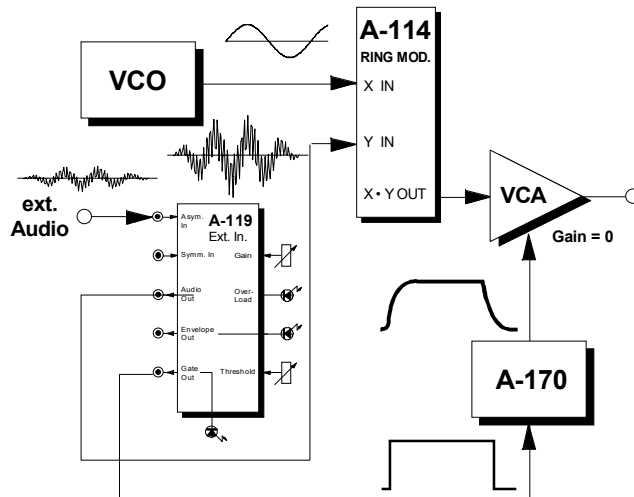 VCO
A-114
RING MOD.
X IN
Y IN
X • Y OUT
VCA
Gain = 0
ext.
Audio
A-119
Ext. In.
Asym.
In
Symm. In
Gain
Audio
Out
Over-
Load
Envelope
Out
Gate
Out
Threshold
A-170